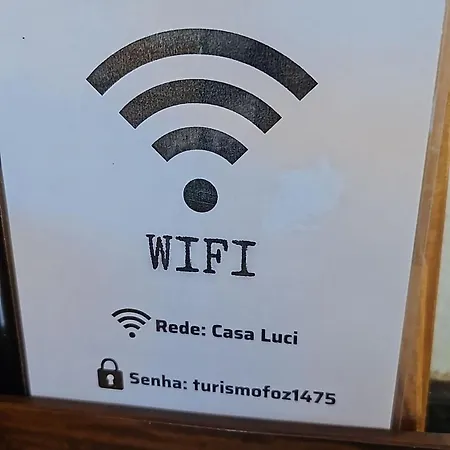 WIFI
Rede: Casa Luci
Senha: turismofoz1475